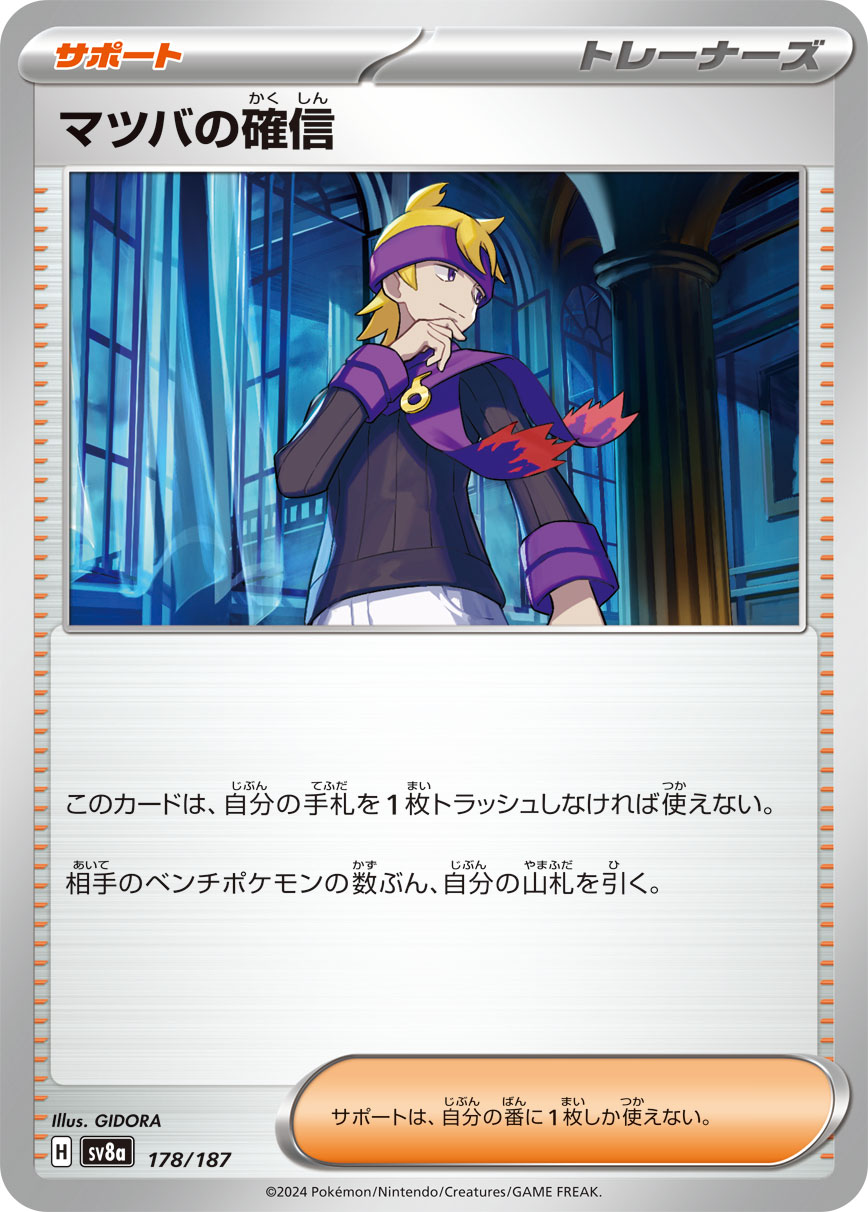 サポート
トレーナーズ
かくしん
マツバの確信
じぶん てふだ まい つか
このカードは、自分の手札を1枚トラッシュしなければ使えない。
あいて かず じぶん やまふだ ひ
相手のベンチポケモンの数ぶん、自分の山札を引く。
じぶん ばん まい つか
サポートは、自分の番に1枚しか使えない。
Illus. GIDORA
H sv8a 178/187
©2024 Pokémon/Nintendo/Creatures/GAME FREAK.